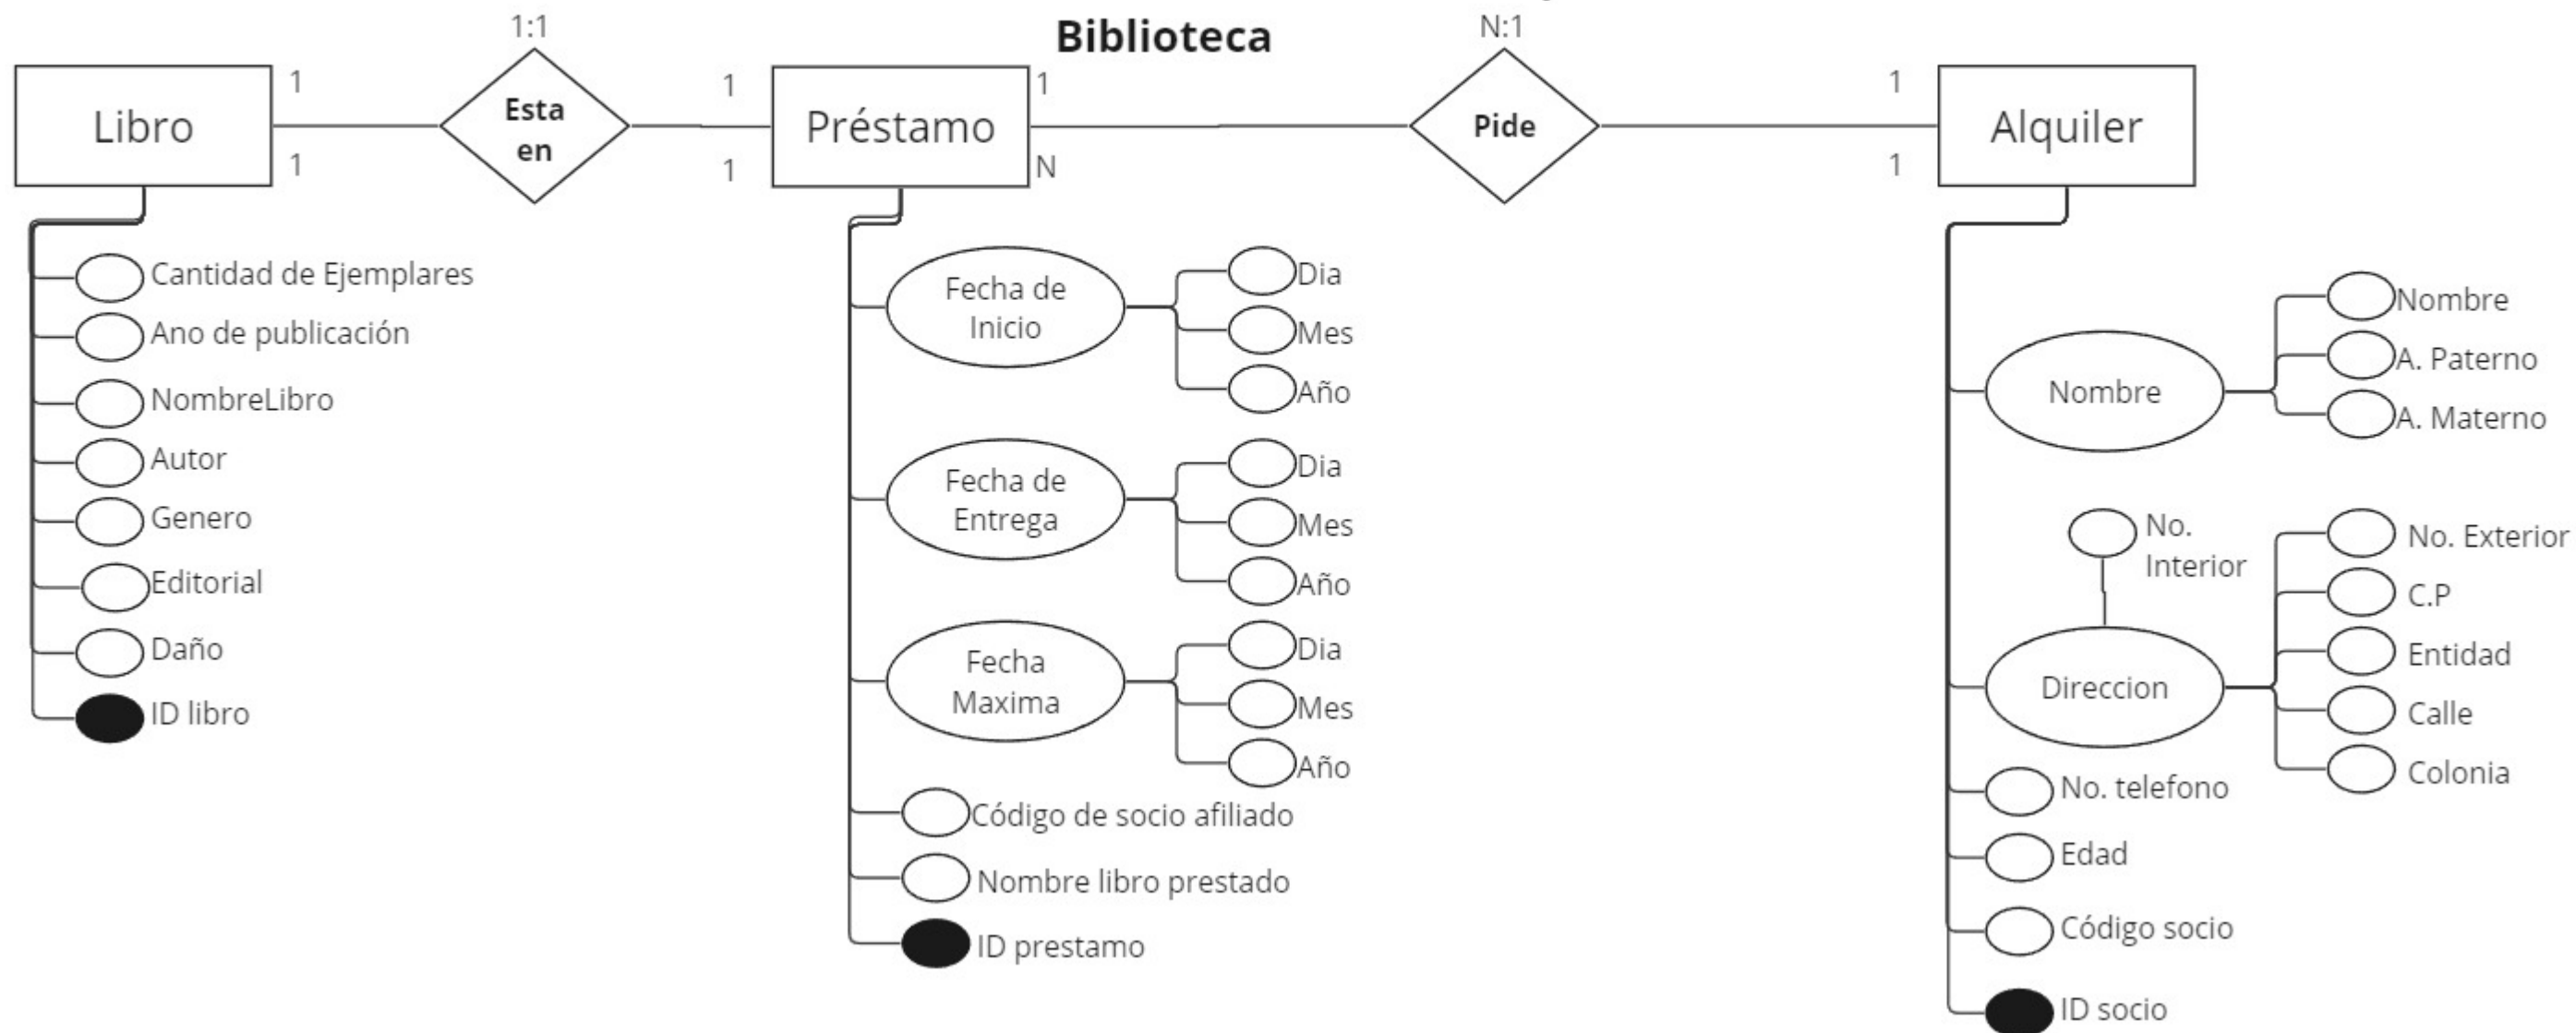 Biblioteca
1:1
N:1
Libro
1
1
Esta
en
1
1
Préstamo
1
N
Pide
1
1
Alquiler
Cantidad de Ejemplares
Ano de publicación
NombreLibro
Autor
Genero
Editorial
Daño
ID libro
Fecha de
Inicio
Dia
Mes
Año
Fecha de
Entrega
Dia
Mes
Año
Fecha
Maxima
Dia
Mes
Año
Código de socio afiliado
Nombre libro prestado
ID prestamo
Nombre
Nombre
A. Paterno
A. Materno
No.
Interior
Direccion
No. Exterior
C.P
Entidad
Calle
Colonia
No. telefono
Edad
Código socio
ID socio